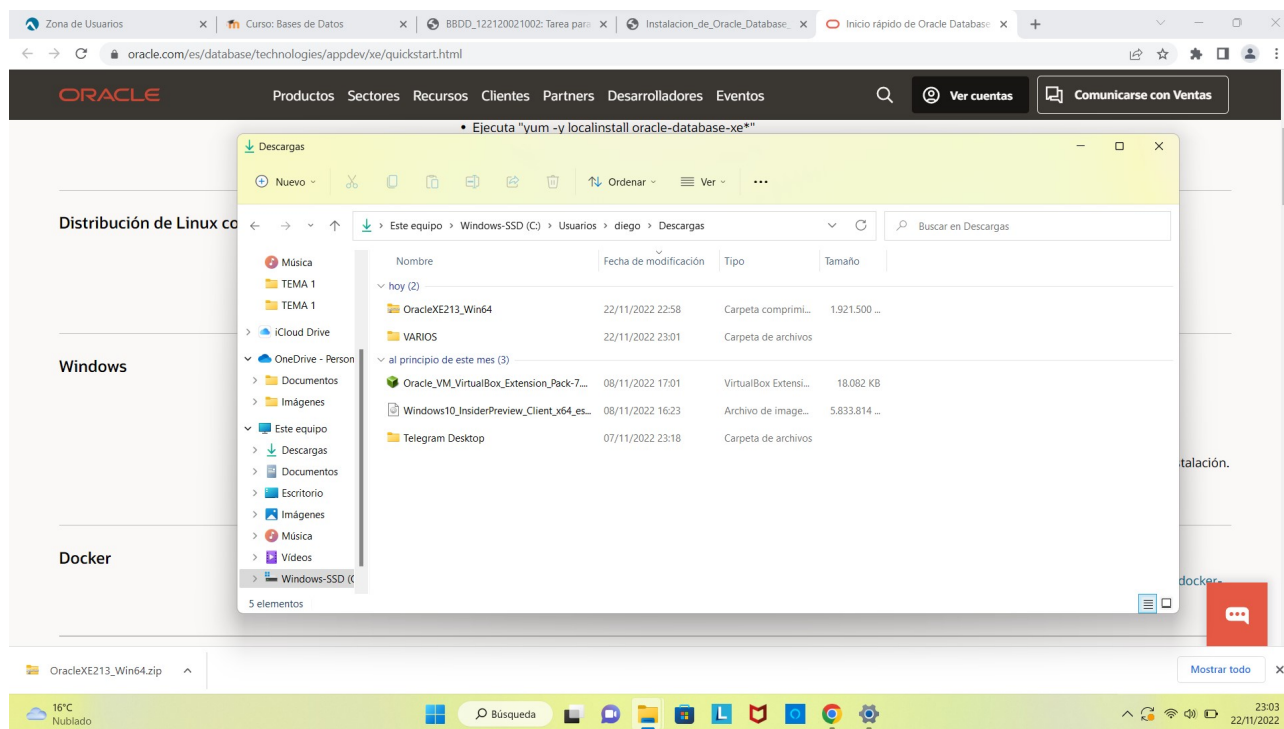 Zona de Usuarios
Curso: Bases de Datos
BBDD_122120021002: Tarea para
Instalacion_de_Oracle_Database_
Inicio rápido de Oracle Database
oracle.com/es/database/technologies/appdev/xe/quickstart.html
ORACLE
Productos Sectores Recursos Clientes Partners Desarrolladores Eventos
Ver cuentas
Comunicarse con Ventas
• Ejecuta "yum -y localinstall oracle-database-xe*"
Descargas
Nuevo
Ordenar
Ver
Distribución de Linux co
Este equipo > Windows-SSD (C:) > Usuarios > diego > Descargas
Buscar en Descargas
Nombre Fecha de modificación Tipo Tamaño
hoy (2)
OracleXE213_Win64 22/11/2022 22:58 Carpeta comprimi... 1.921.500 ...
VARIOS 22/11/2022 23:01 Carpeta de archivos
al principio de este mes (3)
Oracle_VM_VirtualBox_Extension_Pack-7.... 08/11/2022 17:01 VirtualBox Extensi... 18.082 KB
Windows10_InsiderPreview_Client_x64_es... 08/11/2022 16:23 Archivo de image... 5.833.814 ...
Telegram Desktop 07/11/2022 23:18 Carpeta de archivos
Música
TEMA 1
TEMA 1
iCloud Drive
OneDrive - Person
Documentos
Imágenes
Este equipo
Descargas
Documentos
Escritorio
Imágenes
Música
Vídeos
Windows-SSD (C
5 elementos
Windows
talación.
Docker
docker-
OracleXE213_Win64.zip
Mostrar todo
16°C
Nublado
Búsqueda
23:03
22/11/2022